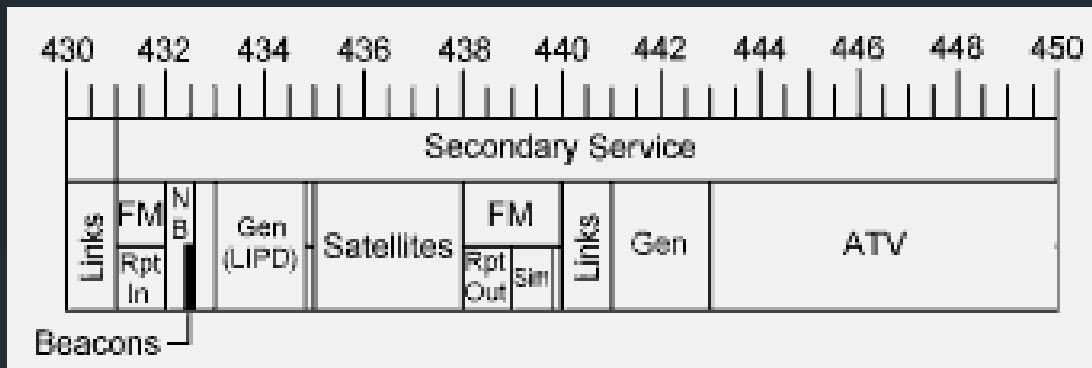 430 432 434 436 438 440 442 444 446 448 450
Secondary Service
Links
FM
Rpt
In
N
B
Gen
(LIPD)
Satellites
FM
Rpt
Out
Sim
Links
Gen
ATV
Beacons